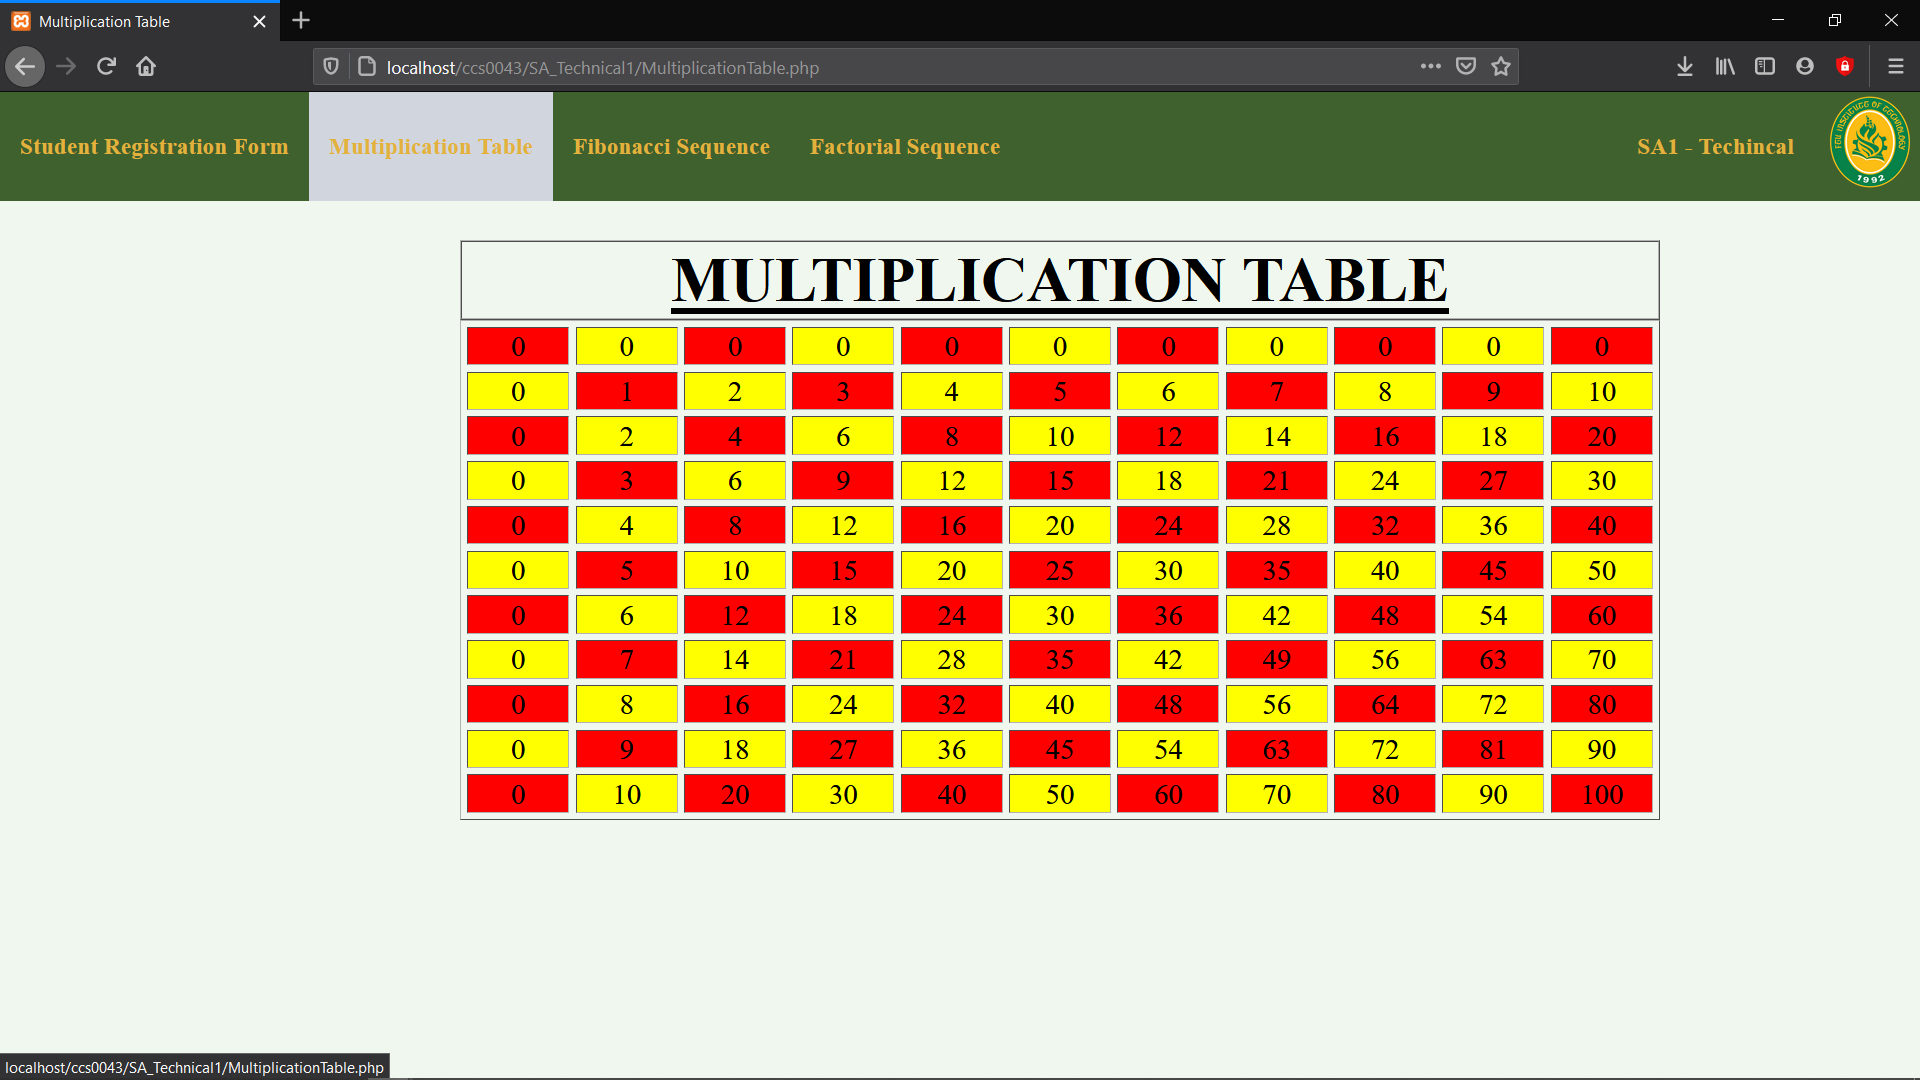 Multiplication Table
localhost/ccs0043/SA_Technical1/MultiplicationTable.php
Student Registration Form Multiplication Table Fibonacci Sequence Factorial Sequence SA1 - Techincal
FEU INSTITUTE OF TECHNOLOGY
1992
MULTIPLICATION TABLE
0 0 0 0 0 0 0 0 0 0 0
0 1 2 3 4 5 6 7 8 9 10
0 2 4 6 8 10 12 14 16 18 20
0 3 6 9 12 15 18 21 24 27 30
0 4 8 12 16 20 24 28 32 36 40
0 5 10 15 20 25 30 35 40 45 50
0 6 12 18 24 30 36 42 48 54 60
0 7 14 21 28 35 42 49 56 63 70
0 8 16 24 32 40 48 56 64 72 80
0 9 18 27 36 45 54 63 72 81 90
0 10 20 30 40 50 60 70 80 90 100
localhost/ccs0043/SA_Technical1/MultiplicationTable.php